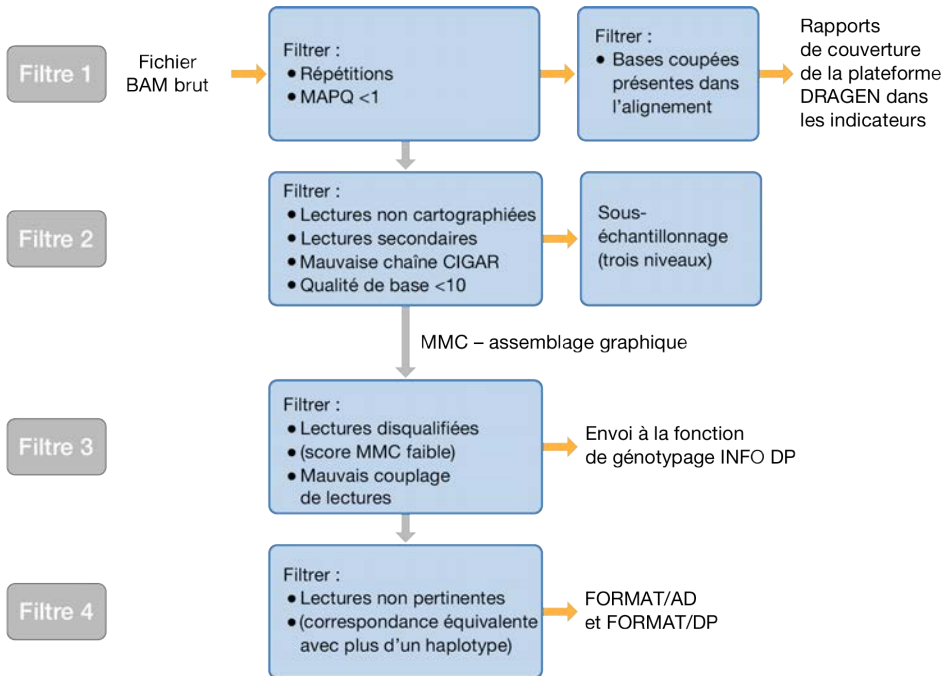 Filtre 1
Fichier
BAM brut
Filtrer :
• Répétitions
• MAPQ <1
Filtrer :
• Bases coupées
présentes dans
l'alignement
Rapports
de couverture
de la plateforme
DRAGEN dans
les indicateurs
Filtre 2
Filtrer :
• Lectures non cartographiées
• Lectures secondaires
• Mauvaise chaîne CIGAR
• Qualité de base <10
Sous-
échantillonnage
(trois niveaux)
MMC – assemblage graphique
Filtre 3
Filtrer :
• Lectures disqualifiées
• (score MMC faible)
• Mauvais couplage
de lectures
Envoi à la fonction
de génotypage INFO DP
Filtre 4
Filtrer :
• Lectures non pertinentes
• (correspondance équivalente
avec plus d'un haplotype)
FORMAT/AD
et FORMAT/DP